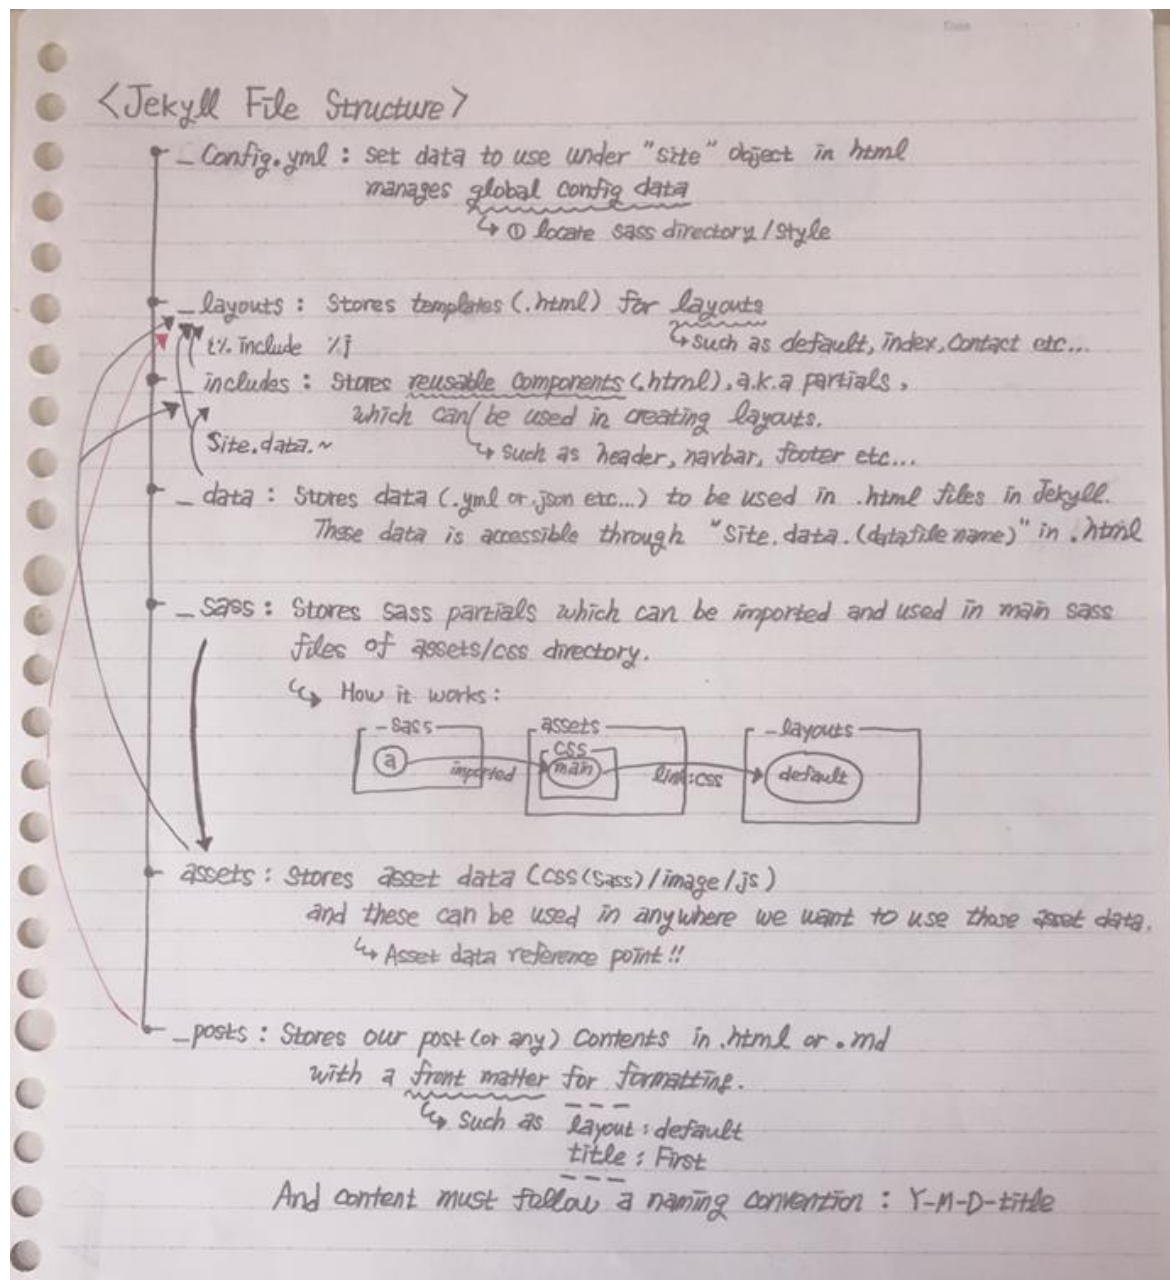 <Jekyll File Structure>
_Config.yml : set data to use under "site" object in html
manages global config data
↳ ① locate sass directory/style
_layouts : Stores templates (.html) for layouts
↳ such as default, index, contact etc...
{% include %}
_includes : Stores reusable components (.html), a.k.a partials,
which can be used in creating layouts.
↳ such as header, navbar, footer etc...
Site.data.~
_data : Stores data (.yml or .json etc...) to be used in .html files in Jekyll.
These data is accessible through "Site.data.(datafile name)" in .html
_sass : Stores sass partials which can be imported and used in main sass
files of assets/css directory.
↳ How it works :
_sass
assets
_layouts
css
a
imported
main
link:css
default
assets : Stores asset data (css(sass)/image/js)
and these can be used in anywhere we want to use those asset data.
↳ Asset data reference point!!
_posts : Stores our post (or any) contents in .html or .md
with a front matter for formatting.
---
↳ such as layout : default
title : First
---
And content must follow a naming convention : Y-M-D-title